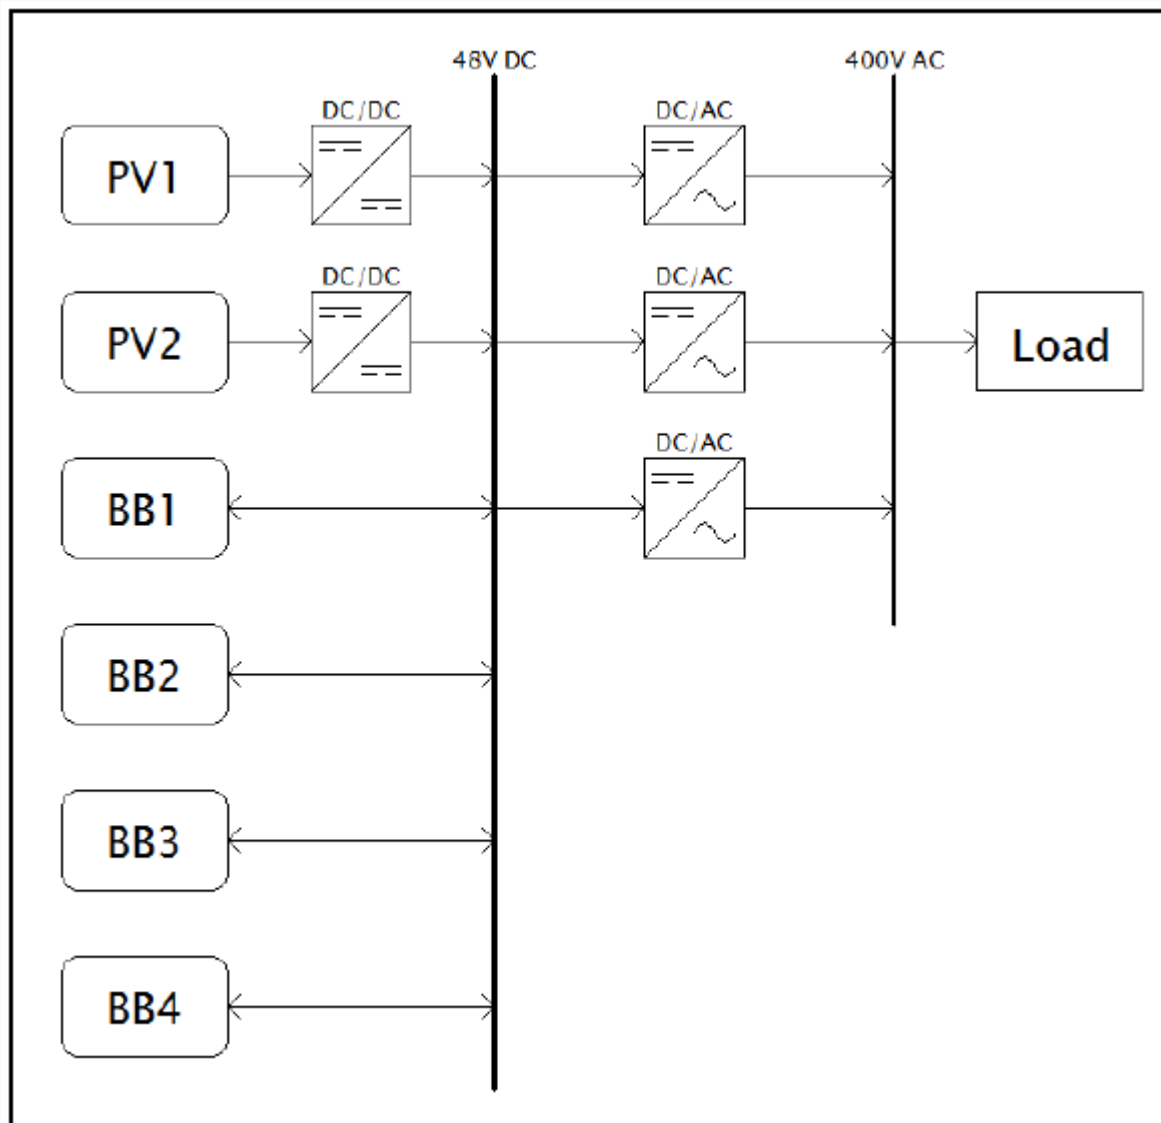 48V DC
400V AC
DC/DC
DC/AC
PV1
DC/DC
DC/AC
PV2
Load
DC/AC
BB1
BB2
BB3
BB4